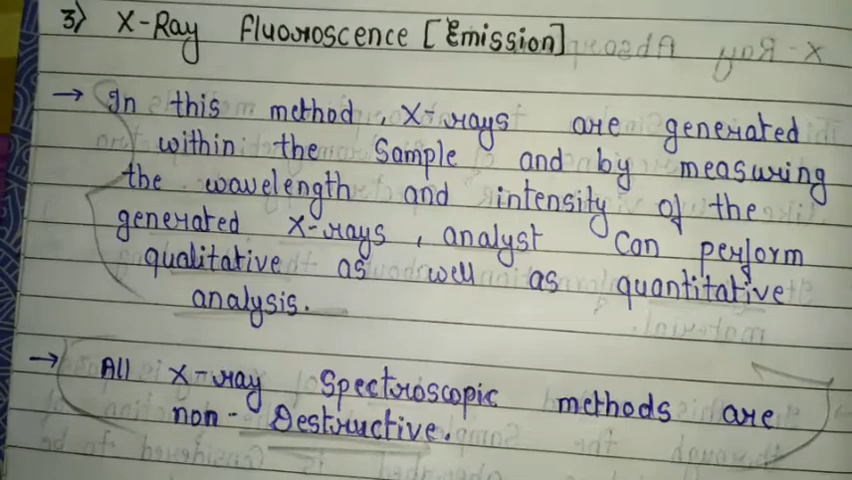 3) X-Ray Fluoroscence [Emission]
→ In this method, X-rays are generated
within the Sample and by measuring
the wavelength and intensity of the
generated X-rays, analyst can perform
qualitative as well as quantitative
analysis.
→ All X-ray Spectroscopic methods are
non-Destructive.